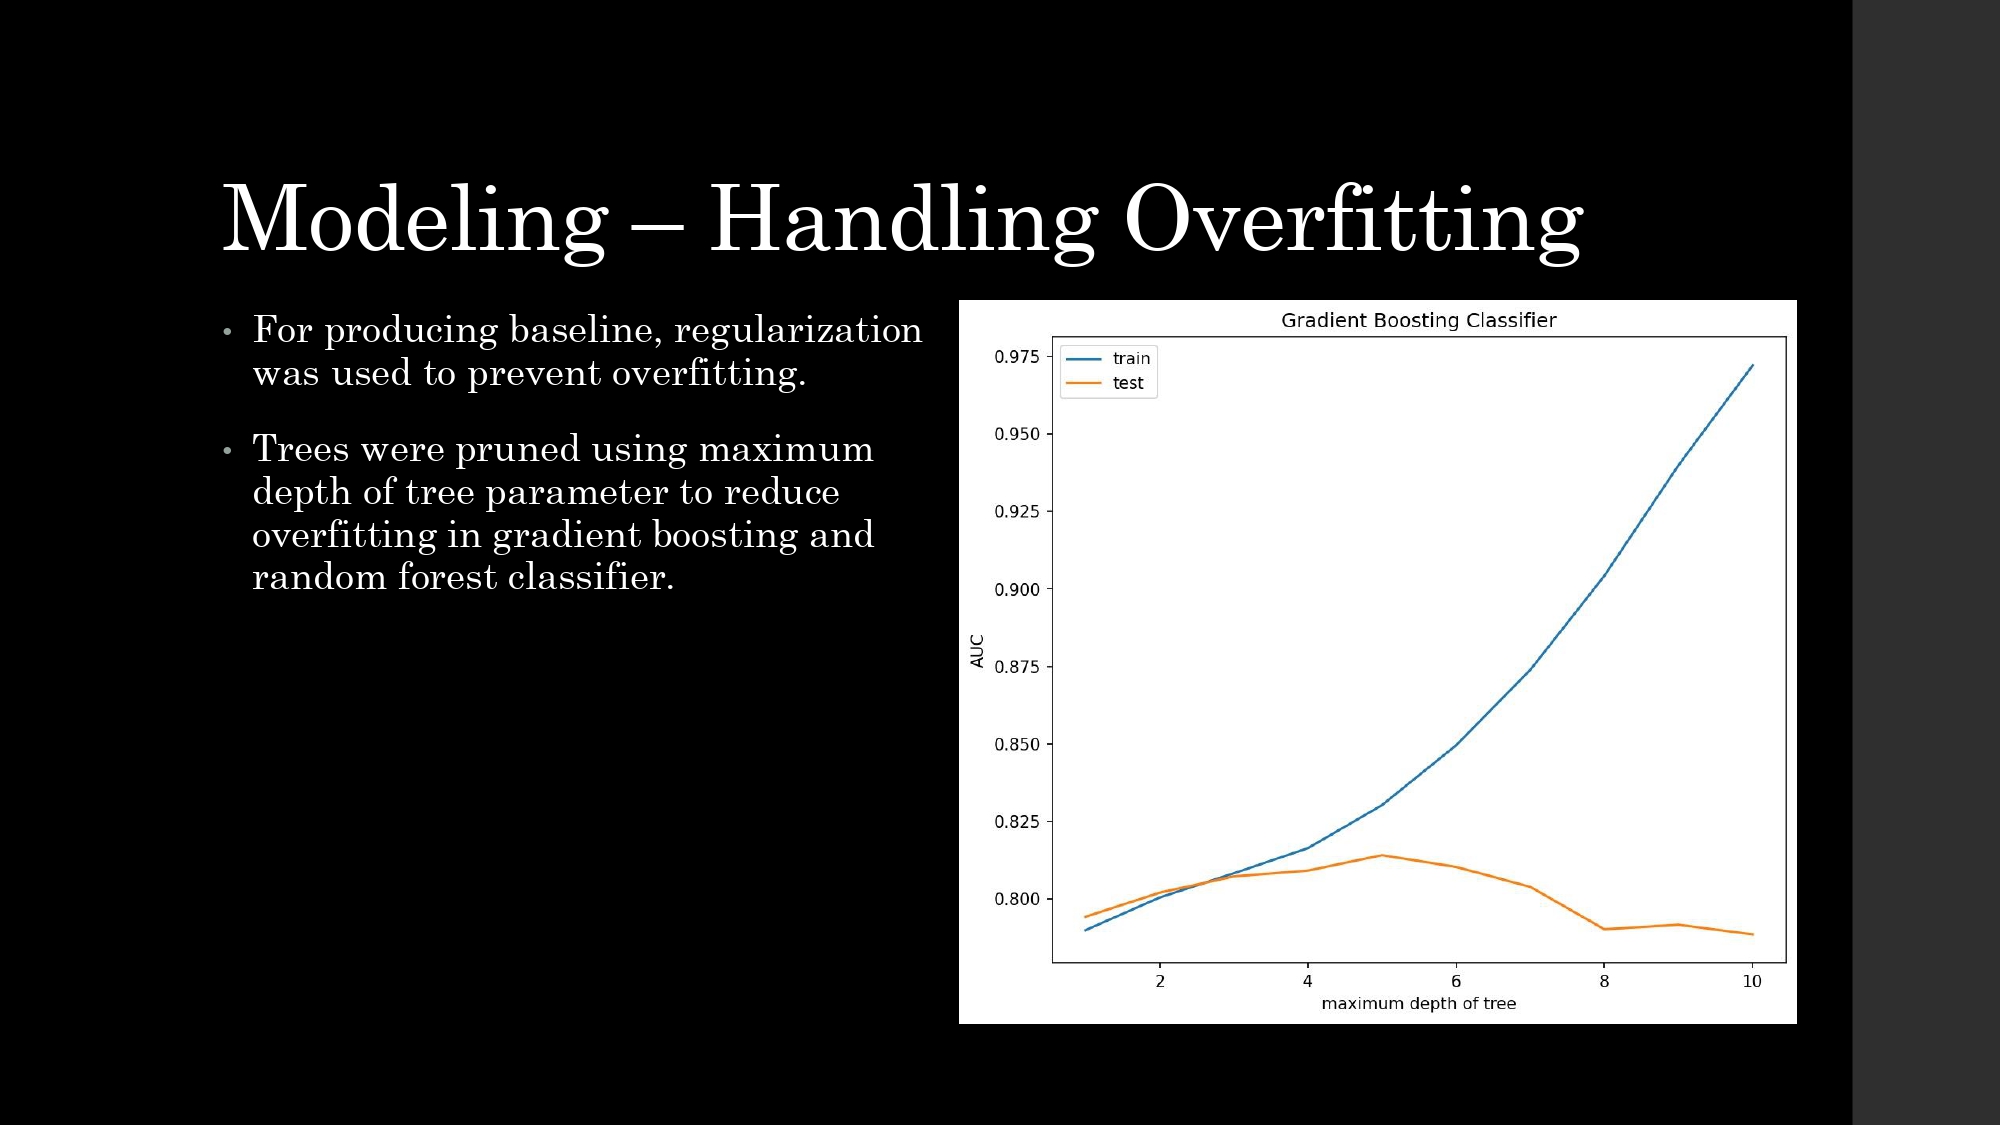 Modeling – Handling Overfitting
• For producing baseline, regularization
was used to prevent overfitting.
• Trees were pruned using maximum
depth of tree parameter to reduce
overfitting in gradient boosting and
random forest classifier.
Gradient Boosting Classifier
train
test
0.975
0.950
0.925
0.900
0.875
0.850
0.825
0.800
AUC
2 4 6 8 10
maximum depth of tree